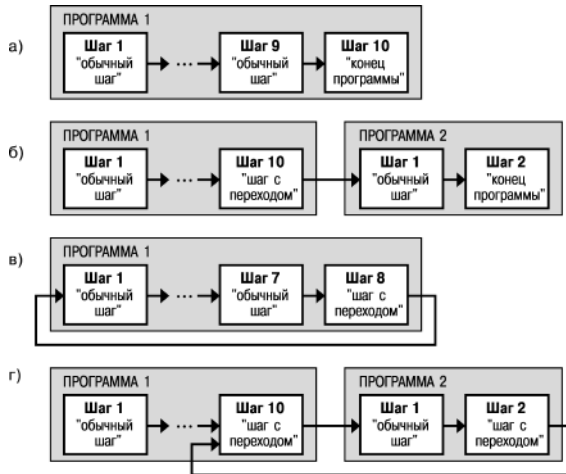 а)
ПРОГРАММА 1
Шаг 1
"обычный
шаг"
...
Шаг 9
"обычный
шаг"
Шаг 10
"конец
программы"
б)
ПРОГРАММА 1
Шаг 1
"обычный
шаг"
...
Шаг 10
"шаг с
переходом"
ПРОГРАММА 2
Шаг 1
"обычный
шаг"
Шаг 2
"конец
программы"
в)
ПРОГРАММА 1
Шаг 1
"обычный
шаг"
...
Шаг 7
"обычный
шаг"
Шаг 8
"шаг с
переходом"
г)
ПРОГРАММА 1
Шаг 1
"обычный
шаг"
...
Шаг 10
"шаг с
переходом"
ПРОГРАММА 2
Шаг 1
"обычный
шаг"
Шаг 2
"шаг с
переходом"